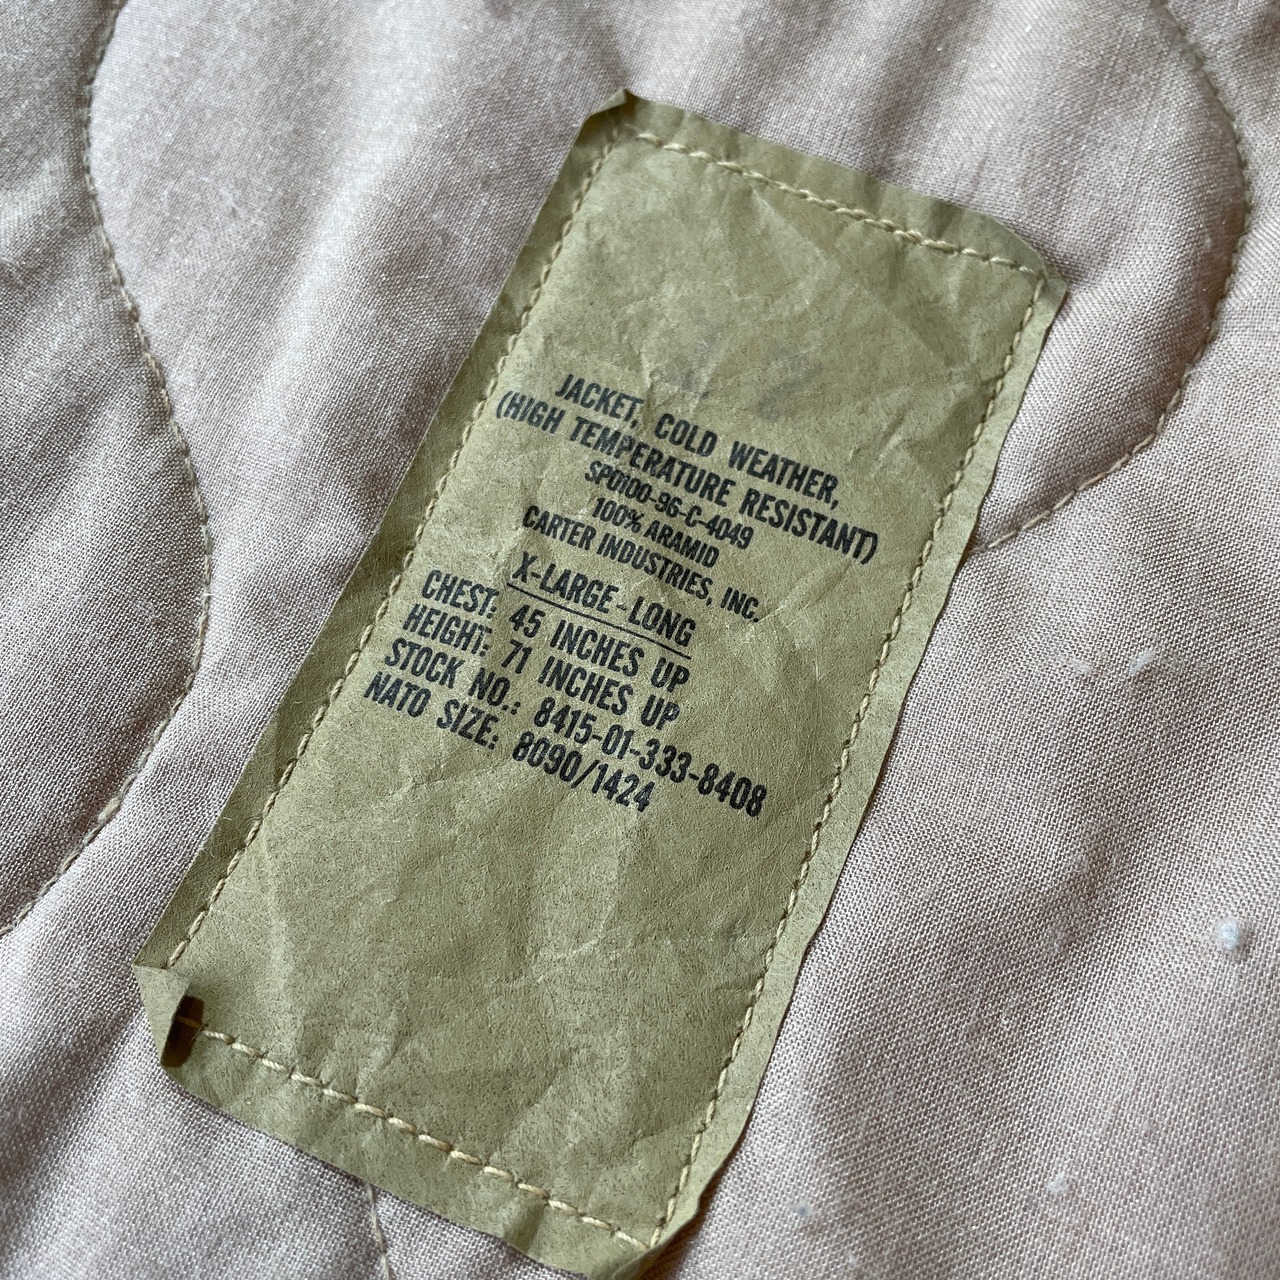 JACKET, COLD WEATHER,
(HIGH TEMPERATURE RESISTANT)
SPO100-96-C-4049
100% ARAMID
CARTER INDUSTRIES, INC.
X-LARGE-LONG
CHEST: 45 INCHES UP
HEIGHT: 71 INCHES UP
STOCK NO.: 8415-01-333-8408
NATO SIZE: 8090/1424